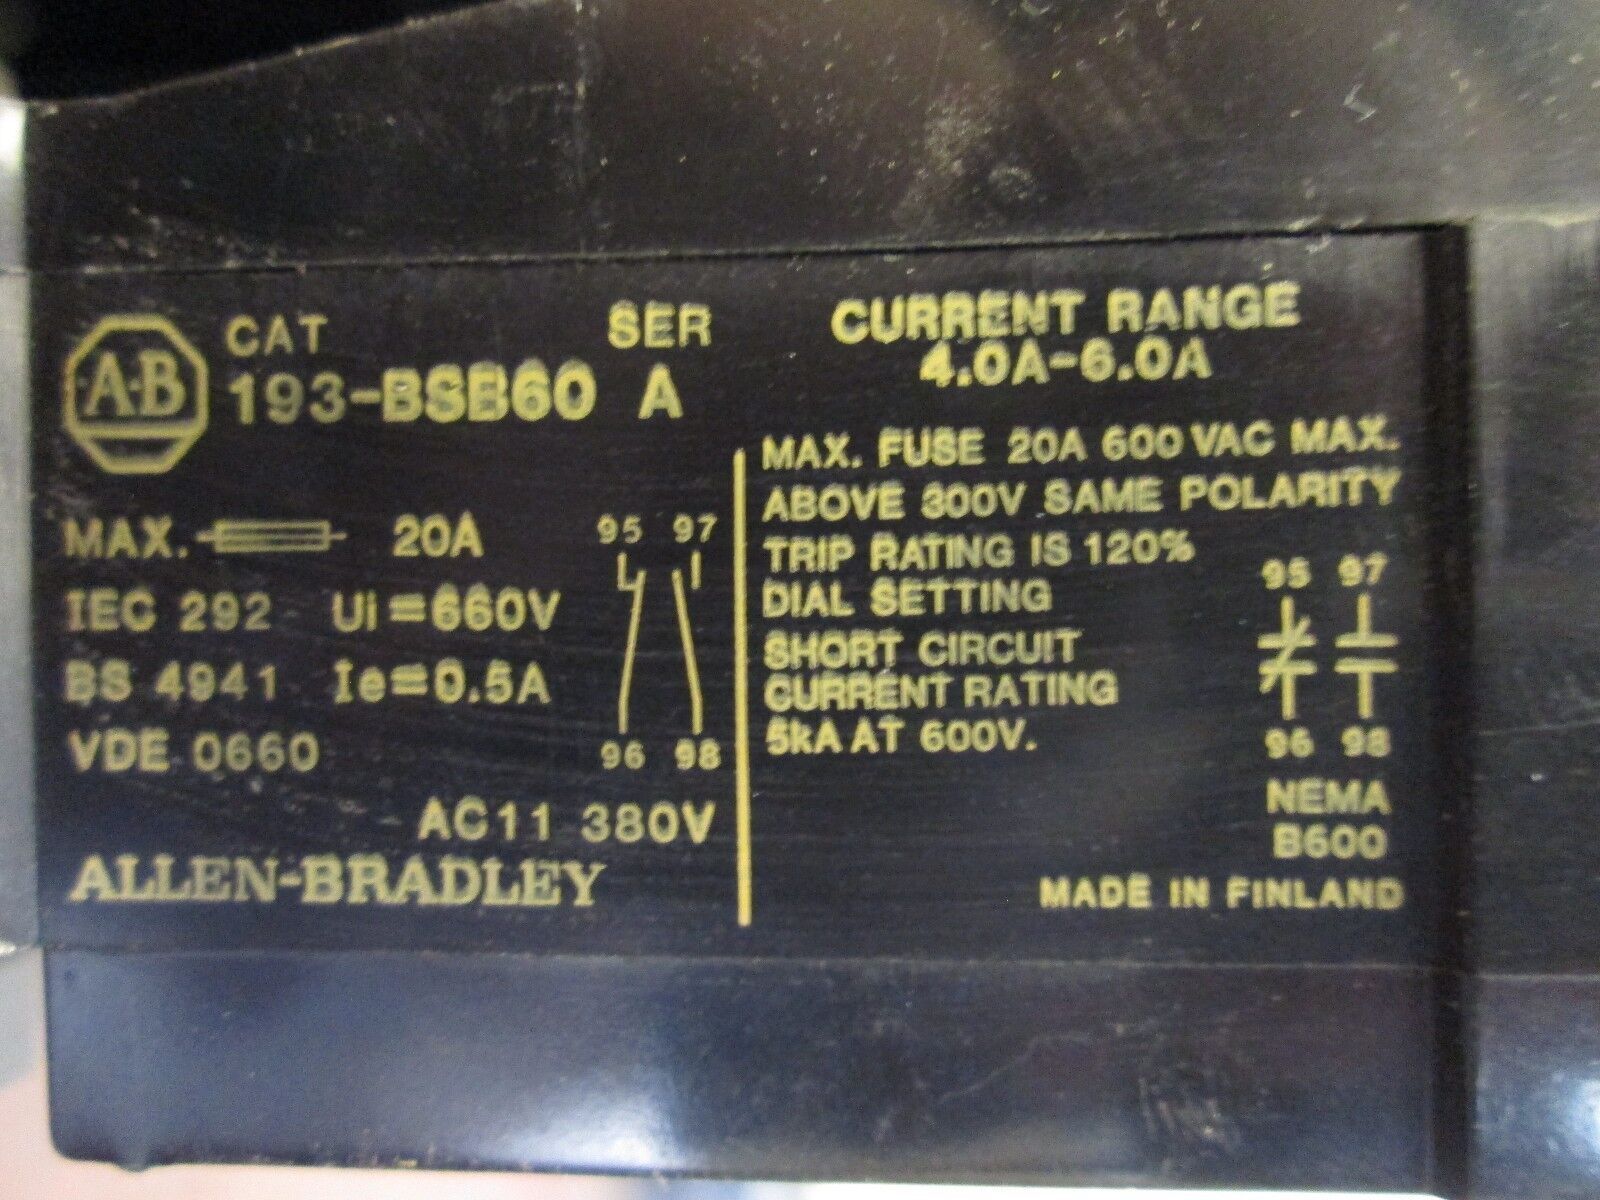 A-B
CAT SER
193-BSB60 A
MAX. 20A
IEC 292 Ui=660V
BS 4941 Ie=0.5A
VDE 0660
95 97
96 98
AC11 380V
ALLEN-BRADLEY
CURRENT RANGE
4.0A-6.0A
MAX. FUSE 20A 600 VAC MAX.
ABOVE 300V SAME POLARITY
TRIP RATING IS 120%
DIAL SETTING
SHORT CIRCUIT
CURRENT RATING
5kA AT 600V.
95 97
96 98
NEMA
B600
MADE IN FINLAND